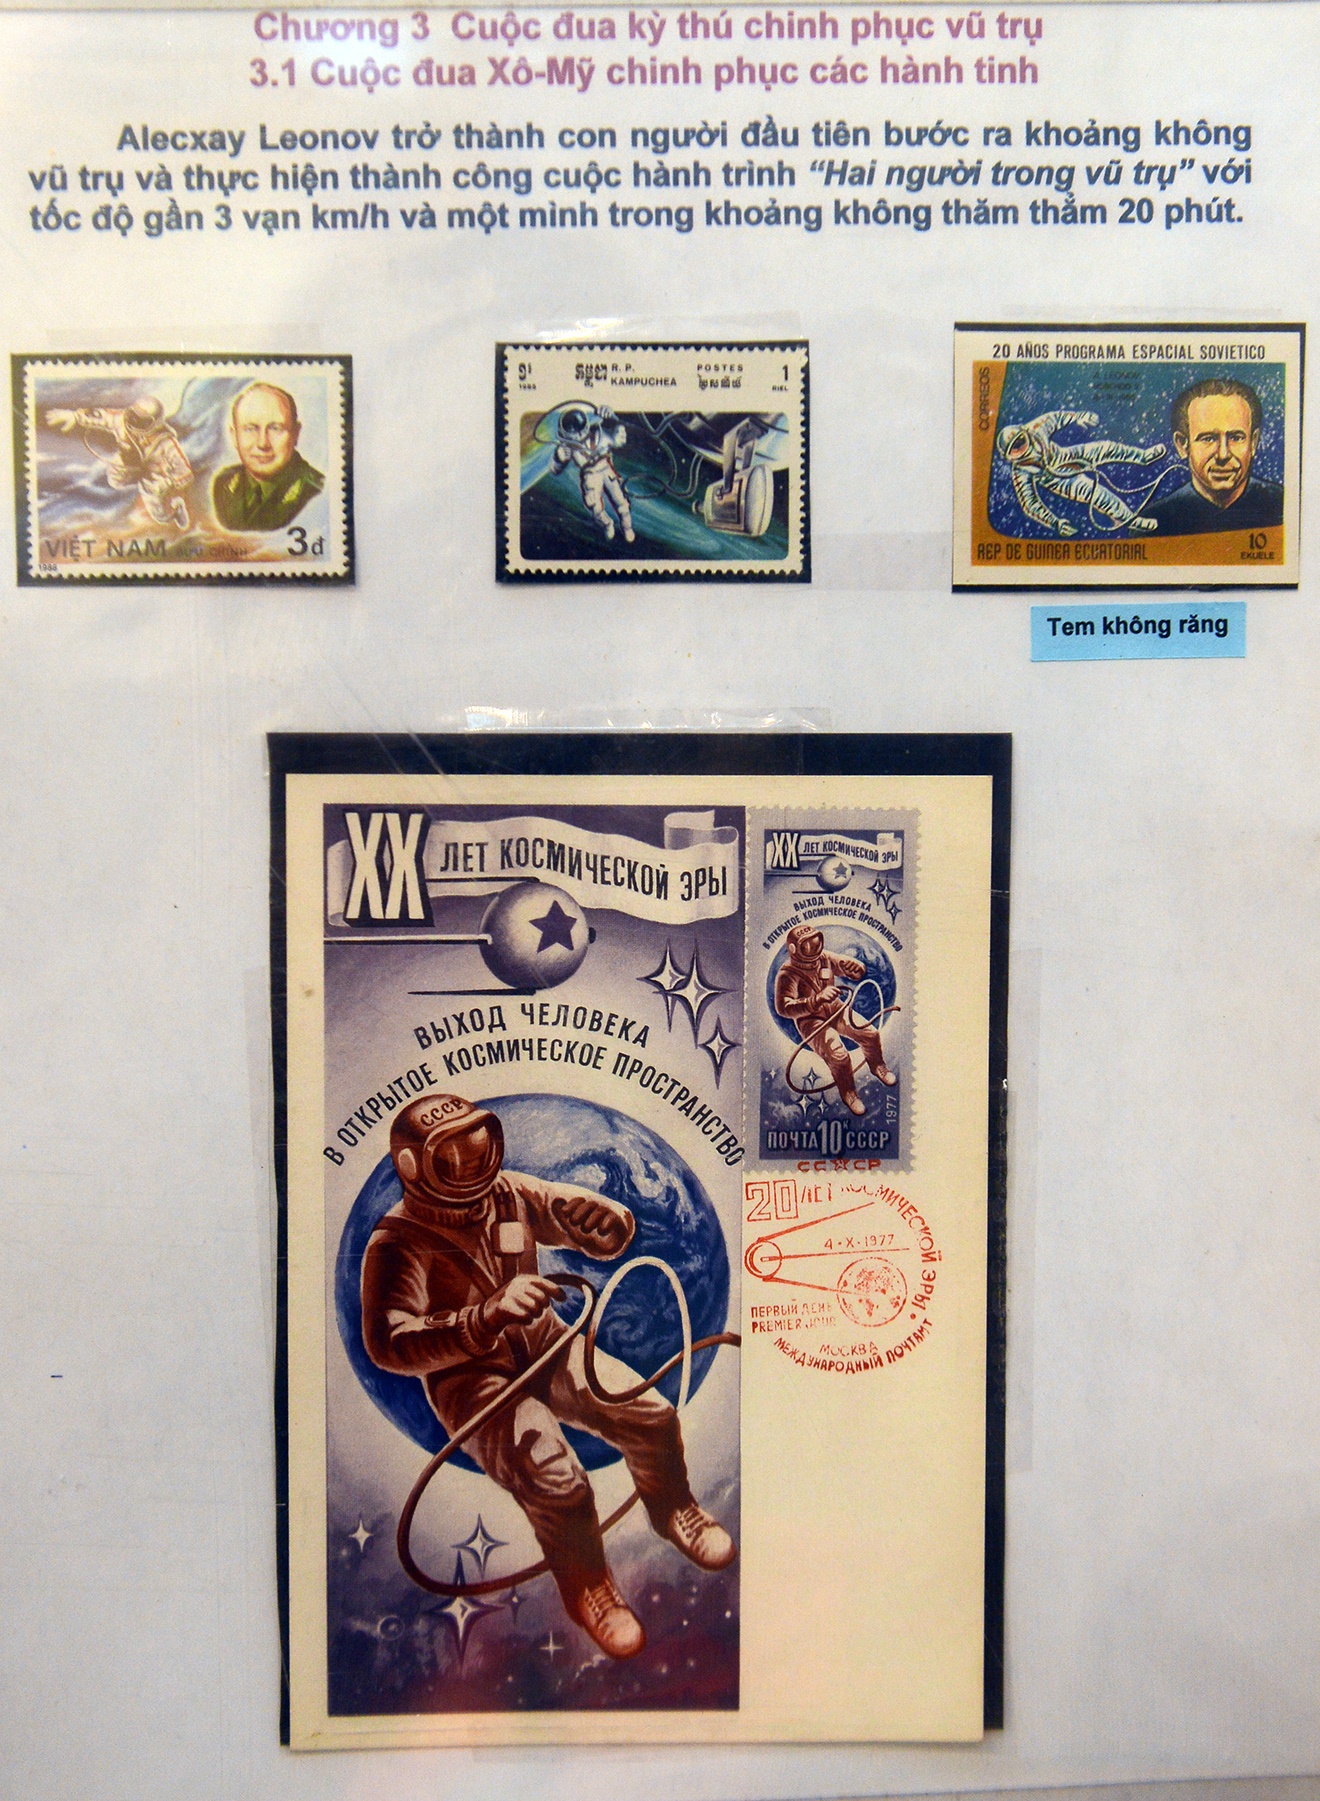 Chương 3 Cuộc đua kỳ thú chinh phục vũ trụ
3.1 Cuộc đua Xô-Mỹ chinh phục các hành tinh
Alecxay Leonov trở thành con người đầu tiên bước ra khoảng không
vũ trụ và thực hiện thành công cuộc hành trình “Hai người trong vũ trụ” với
tốc độ gần 3 vạn km/h và một mình trong khoảng không thăm thẳm 20 phút.
VIỆT NAM BƯU CHÍNH 3đ
1988
R. P. KAMPUCHEA
POSTES
1
RIEL
20 AÑOS PROGRAMA ESPACIAL SOVIETICO
CORREOS
A. LEONOV
REP. DE GUINEA ECUATORIAL
10
EKUELE
Tem không răng
XX ЛЕТ КОСМИЧЕСКОЙ ЭРЫ
ВЫХОД ЧЕЛОВЕКА
В ОТКРЫТОЕ КОСМИЧЕСКОЕ ПРОСТРАНСТВО
СССР
XX ЛЕТ КОСМИЧЕСКОЙ ЭРЫ
ВЫХОД ЧЕЛОВЕКА
В ОТКРЫТОЕ КОСМИЧЕСКОЕ ПРОСТРАНСТВО
СССР
1977
ПОЧТА 10К СССР
СССР
20 ЛЕТ КОСМИЧЕСКОЙ ЭРЫ
4·X·1977
ПЕРВЫЙ ДЕНЬ
PREMIER JOUR
МОСКВА
МЕЖДУНАРОДНЫЙ ПОЧТАМТ